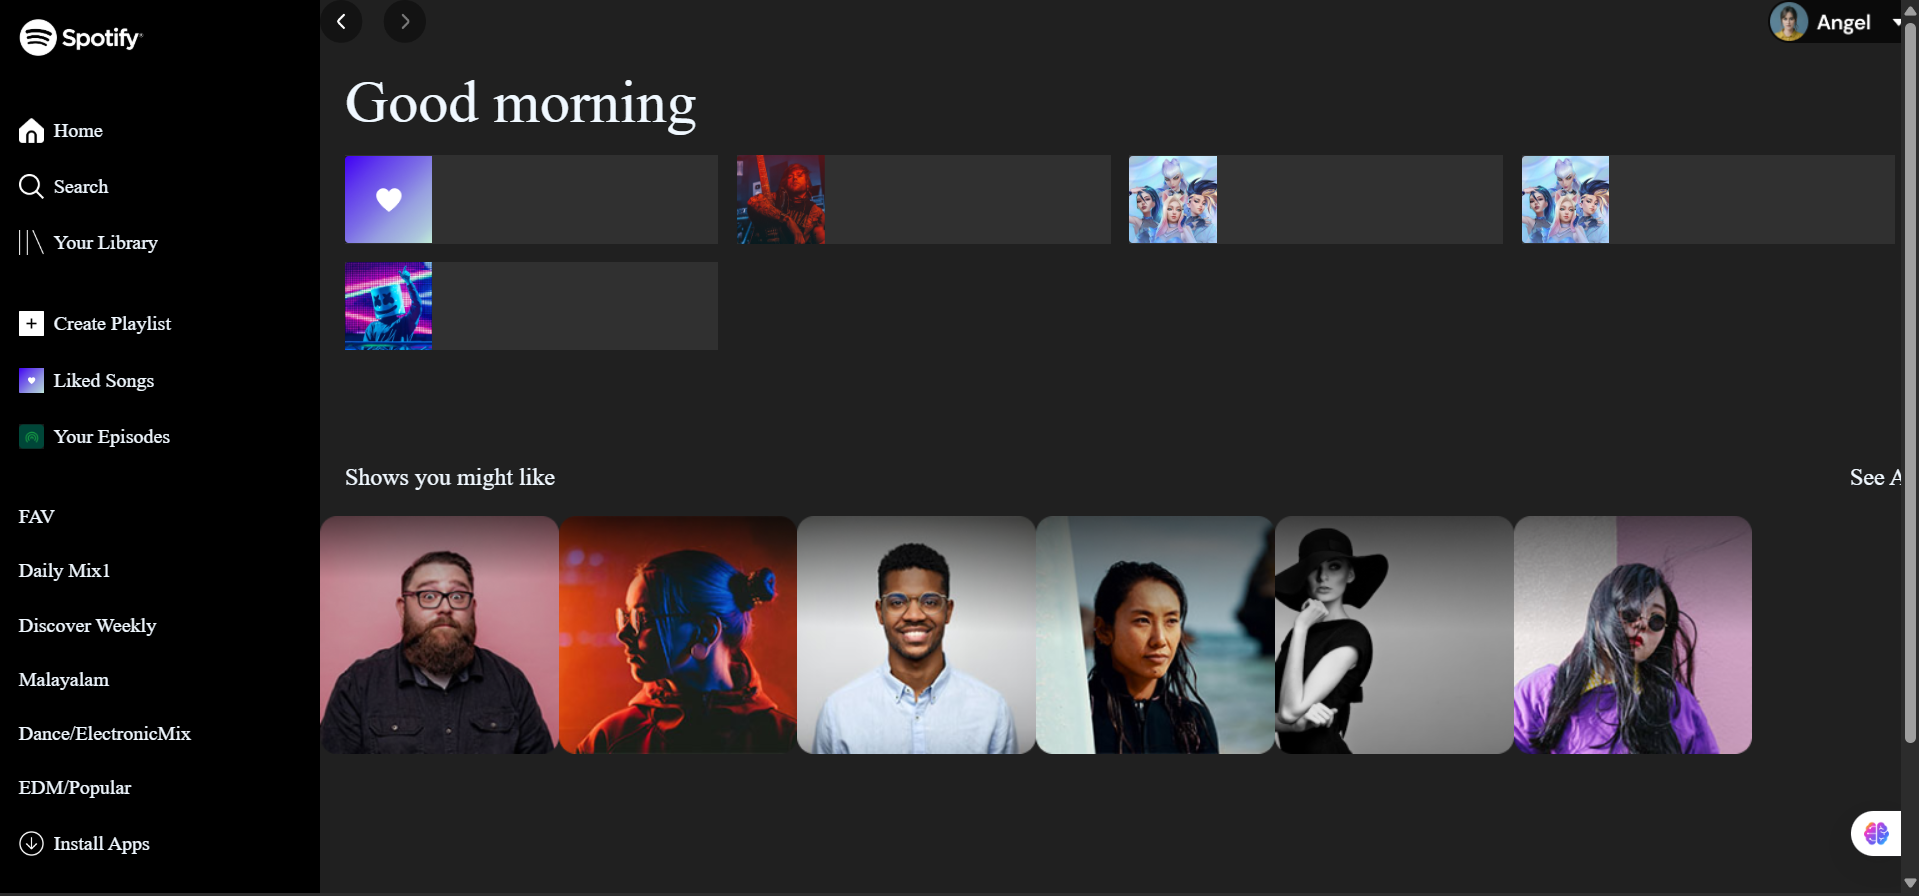 Spotify
Home
Search
Your Library
Create Playlist
Liked Songs
Your Episodes
FAV
Daily Mix1
Discover Weekly
Malayalam
Dance/ElectronicMix
EDM/Popular
Install Apps
Angel
Good morning
Shows you might like
See A